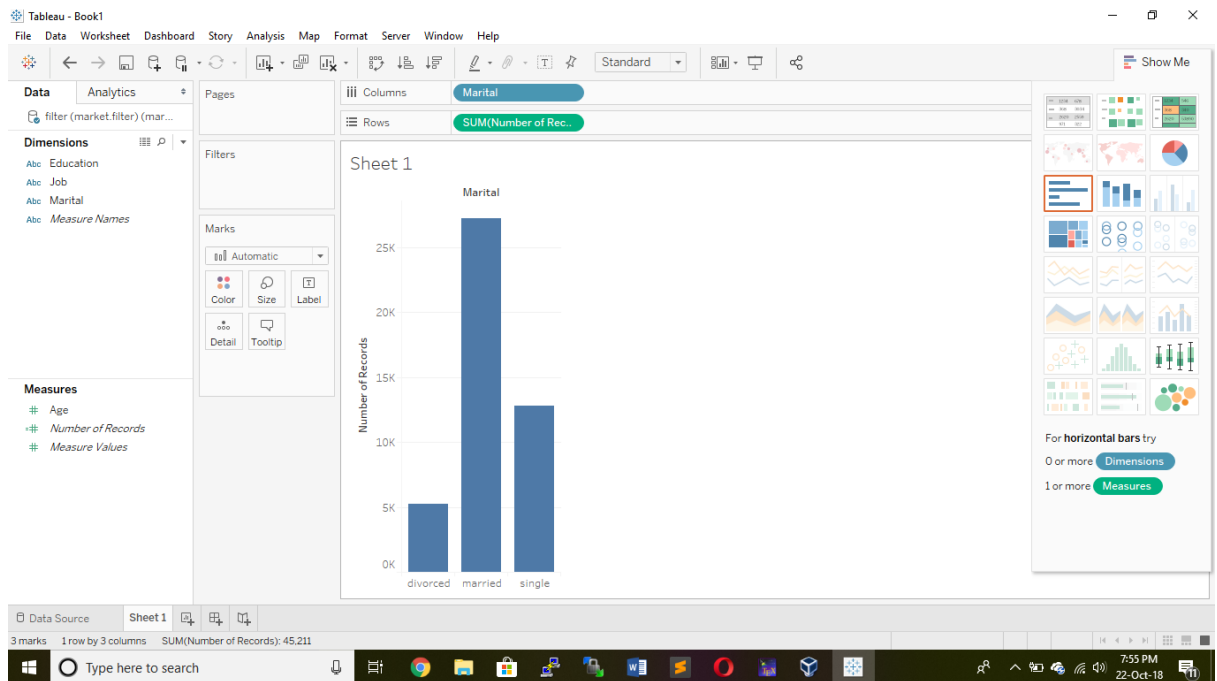 Tableau - Book1
File Data Worksheet Dashboard Story Analysis Map Format Server Window Help
Standard
Show Me
Data Analytics
filter (market.filter) (mar...
Dimensions
Abc Education
Abc Job
Abc Marital
Abc Measure Names
Measures
# Age
=# Number of Records
# Measure Values
Pages
Filters
Marks
Automatic
Color Size Label
Detail Tooltip
iii Columns Marital
Rows SUM(Number of Rec..
Sheet 1
Marital
Number of Records
25K
20K
15K
10K
5K
0K
divorced married single
For horizontal bars try
0 or more Dimensions
1 or more Measures
Data Source Sheet 1
3 marks 1 row by 3 columns SUM(Number of Records): 45,211
Type here to search
7:55 PM
22-Oct-18